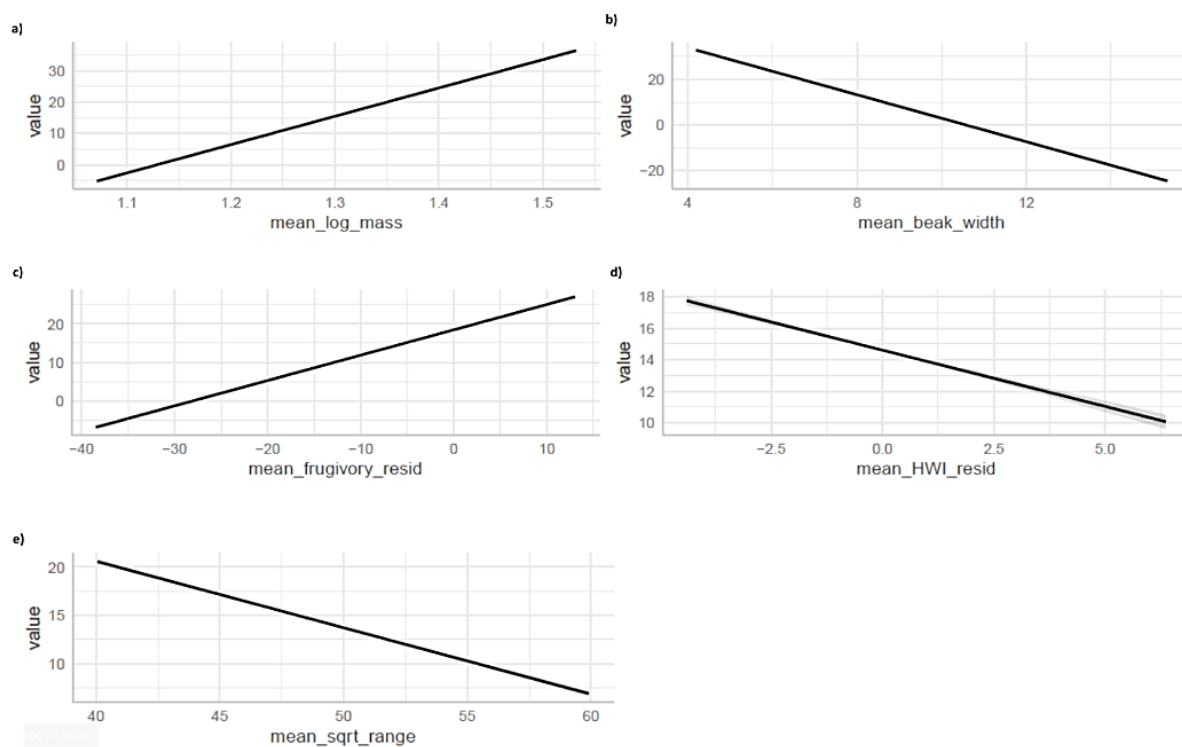 a)
30
20
10
0
value
1.1 1.2 1.3 1.4 1.5
mean_log_mass
b)
20
0
−20
value
4 8 12
mean_beak_width
c)
20
10
0
value
−40 −30 −20 −10 0 10
mean_frugivory_resid
d)
18
16
14
12
10
value
−2.5 0.0 2.5 5.0
mean_HWI_resid
e)
20
15
10
value
40 45 50 55 60
mean_sqrt_range